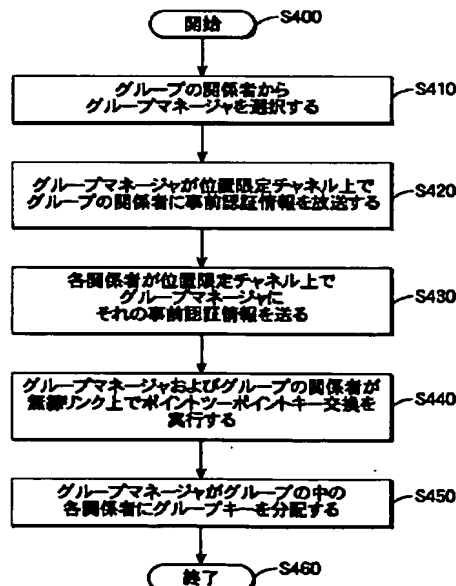 開始
S400
グループの関係者から
グループマネージャを選択する
S410
グループマネージャが位置限定チャネル上で
グループの関係者に事前認証情報を放送する
S420
各関係者が位置限定チャネル上で
グループマネージャに
それの事前認証情報を送る
S430
グループマネージャおよびグループの関係者が
無線リンク上でポイントツーポイントキー交換を
実行する
S440
グループマネージャがグループの中の
各関係者にグループキーを分配する
S450
終了
S460